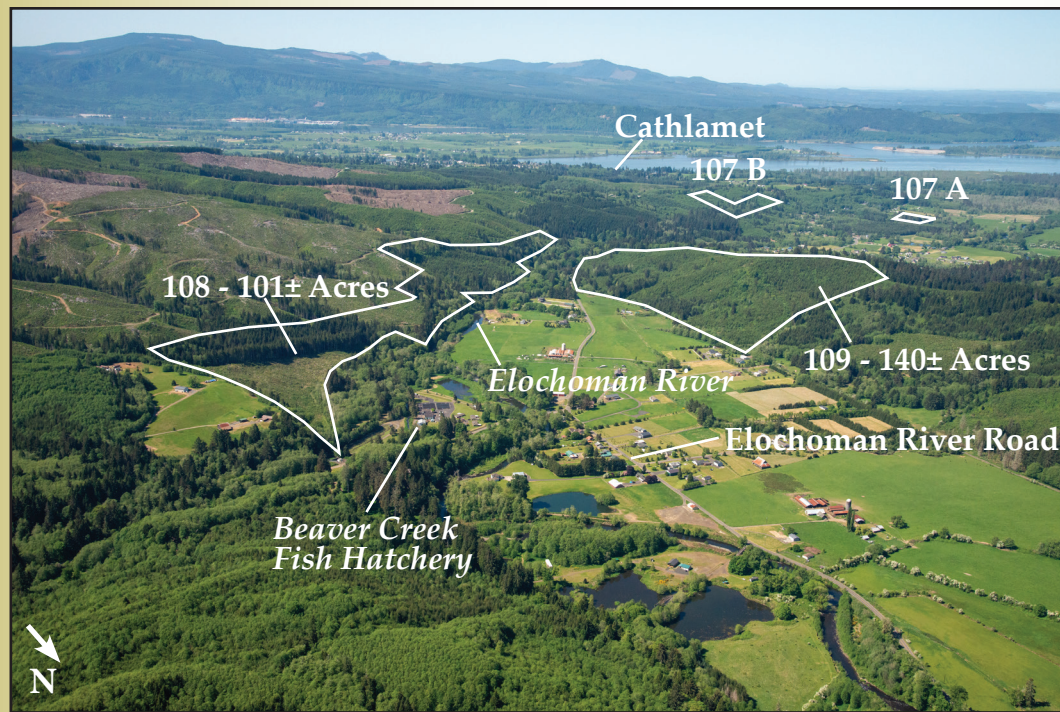 Cathlamet
107 B
107 A
108 - 101± Acres
109 - 140± Acres
Elochoman River
Elochoman River Road
Beaver Creek
Fish Hatchery
N